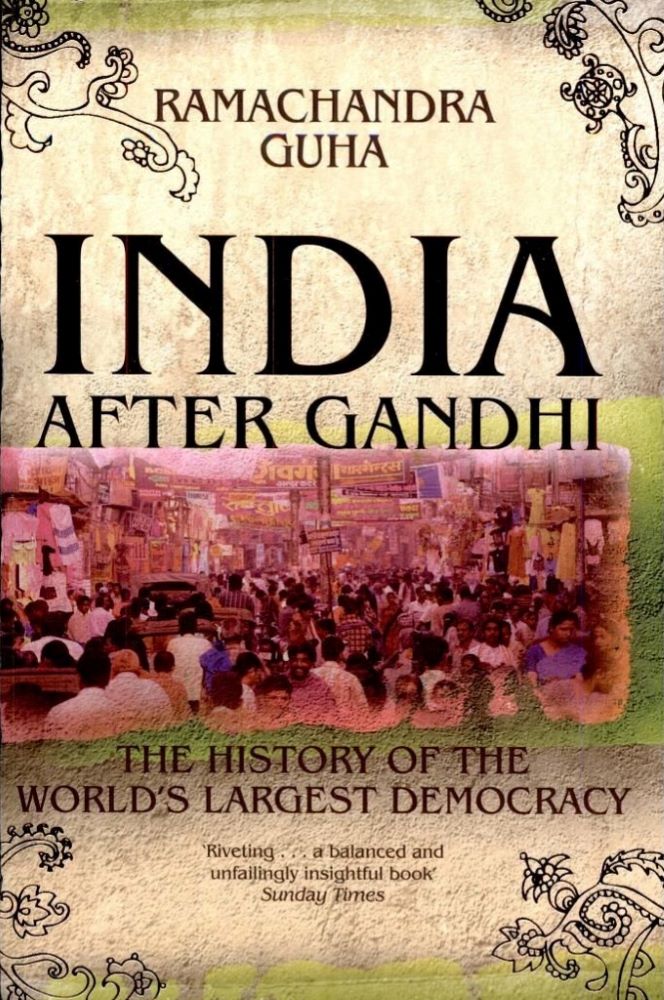 RAMACHANDRA
GUHA
INDIA
AFTER GANDHI
THE HISTORY OF THE
WORLD'S LARGEST DEMOCRACY
'Riveting . . . a balanced and
unfailingly insightful book'
Sunday Times